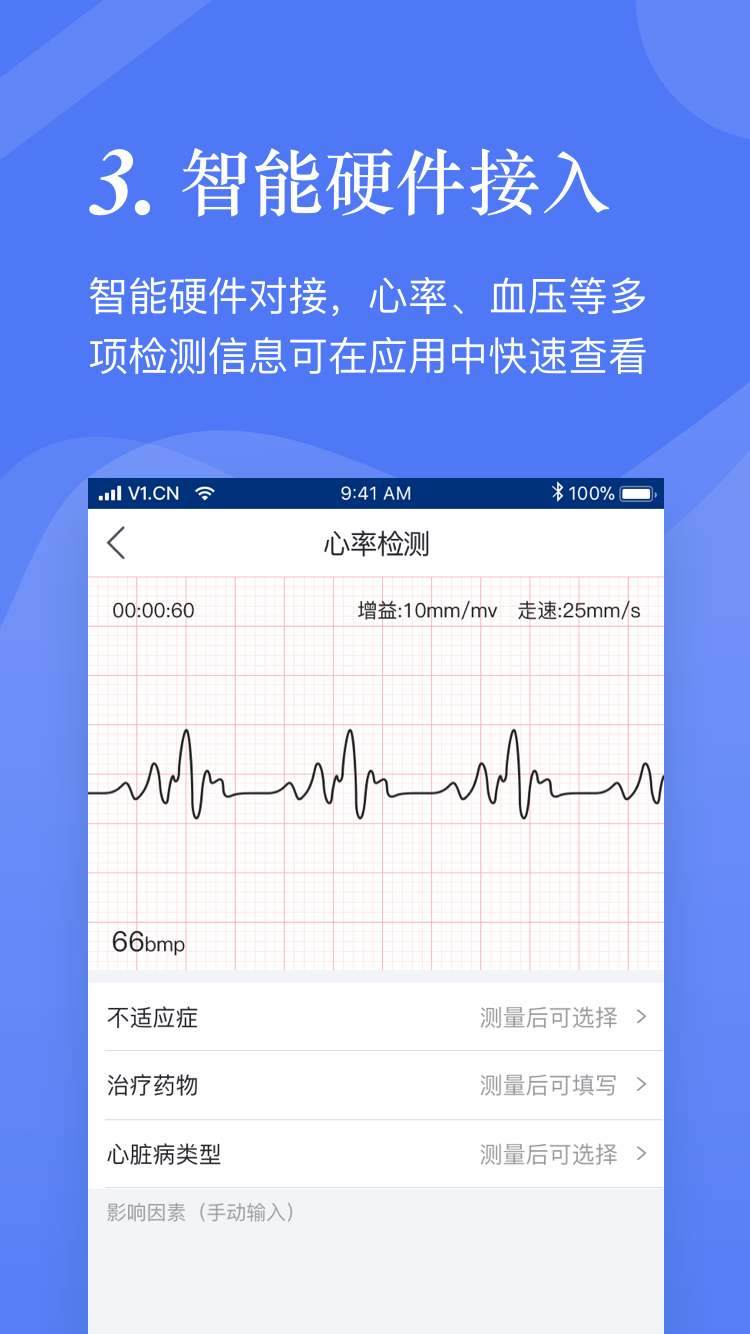 3. 智能硬件接入
智能硬件对接，心率、血压等多
项检测信息可在应用中快速查看
V1.CN 9:41 AM 100%
心率检测
00:00:60 增益:10mm/mv 走速:25mm/s
66bmp
不适应症 测量后可选择
治疗药物 测量后可填写
心脏病类型 测量后可选择
影响因素（手动输入）